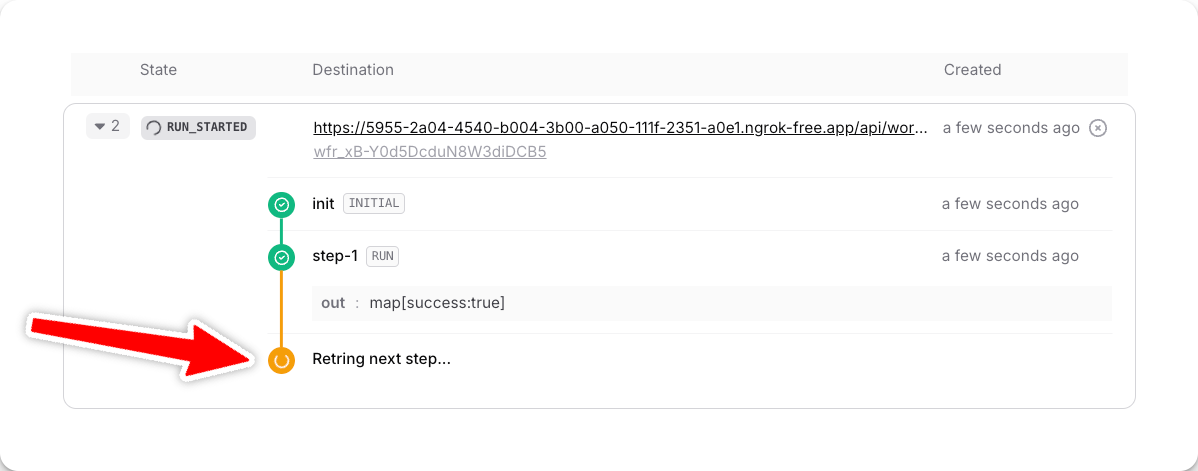 State Destination Created
2 RUN_STARTED https://5955-2a04-4540-b004-3b00-a050-111f-2351-a0e1.ngrok-free.app/api/wor... a few seconds ago
wfr_xB-Y0d5DcduN8W3diDCB5
init INITIAL a few seconds ago
step-1 RUN a few seconds ago
out : map[success:true]
Retring next step...